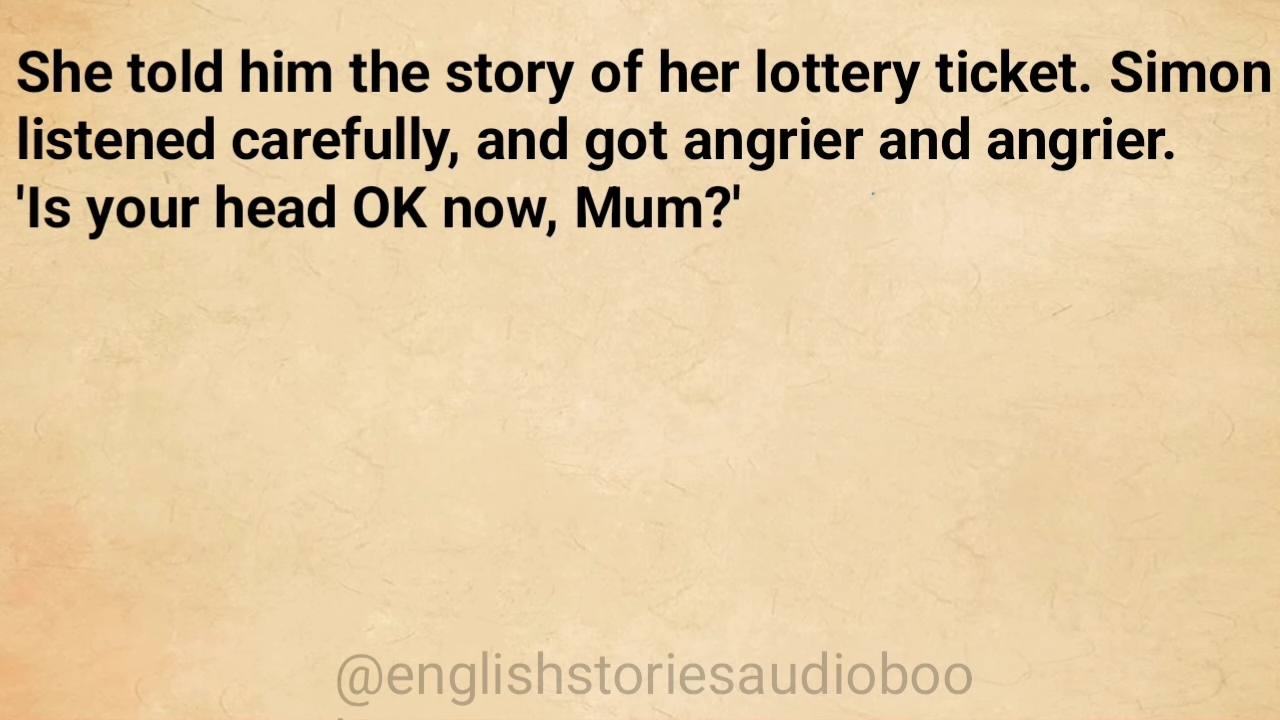 She told him the story of her lottery ticket. Simon
listened carefully, and got angrier and angrier.
'Is your head OK now, Mum?'
@englishstoriesaudioboo